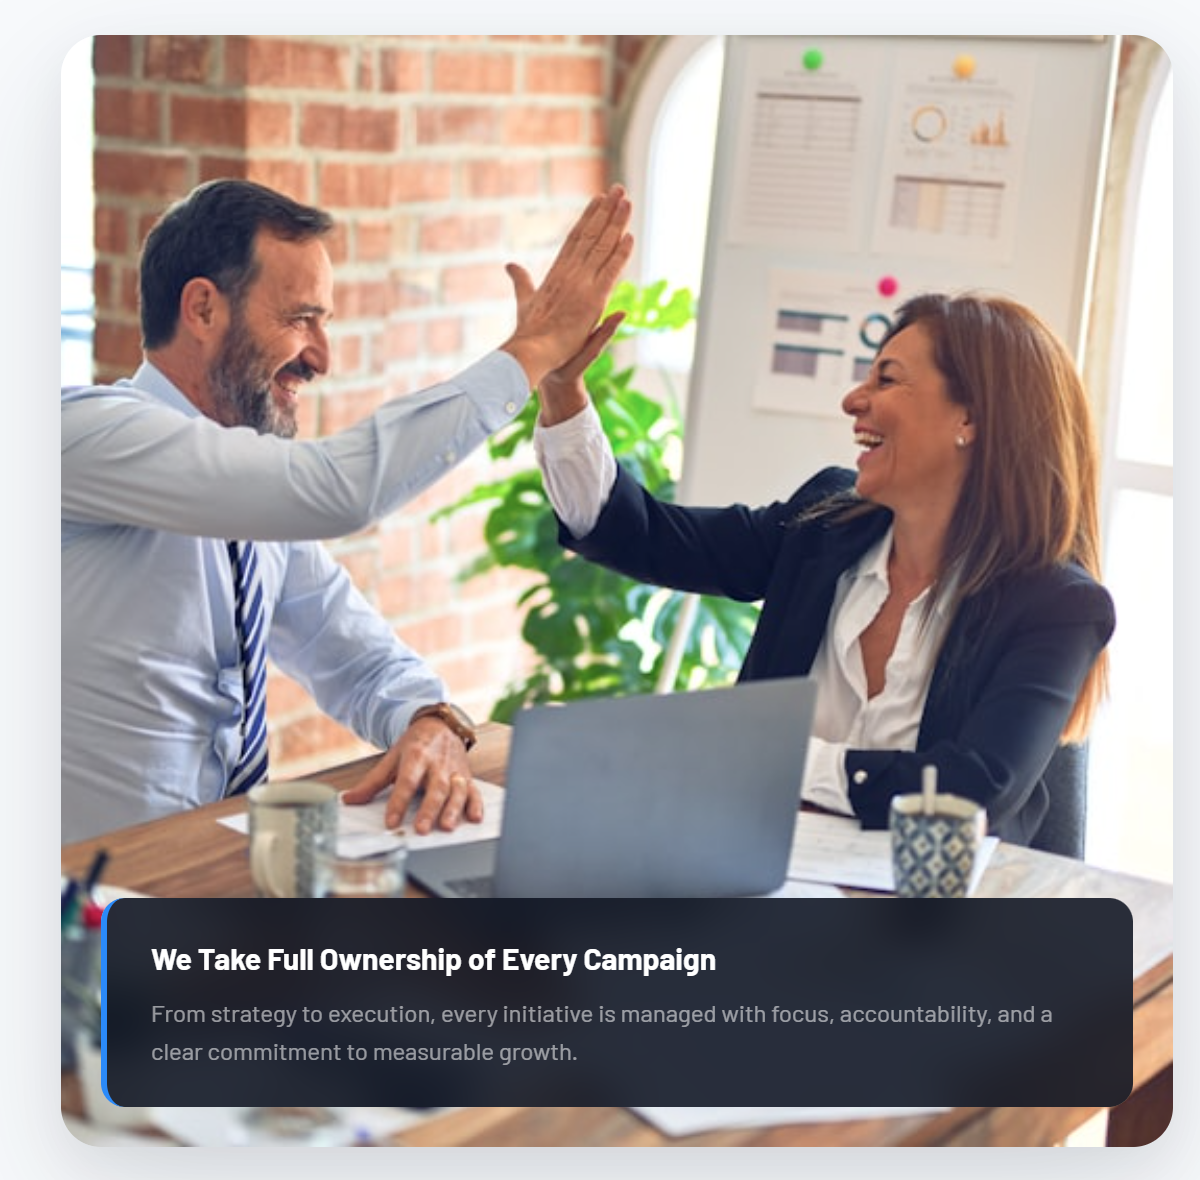 We Take Full Ownership of Every Campaign
From strategy to execution, every initiative is managed with focus, accountability, and a
clear commitment to measurable growth.